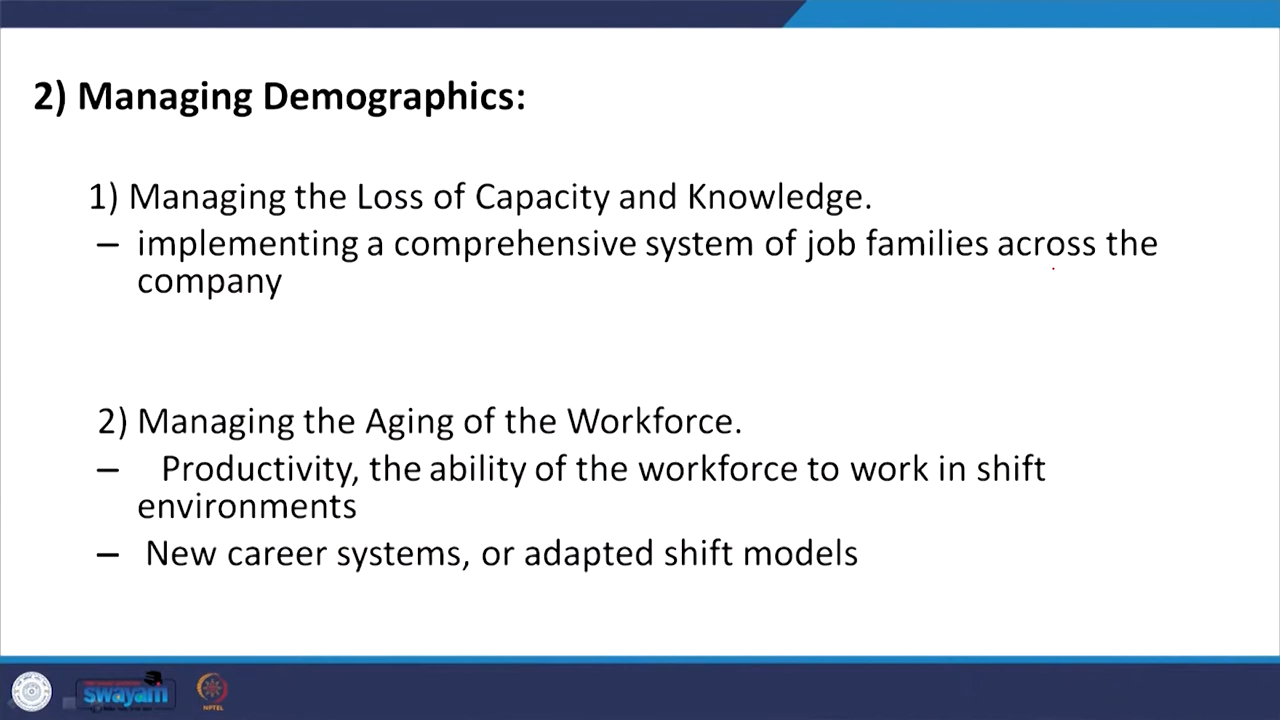 2) Managing Demographics:
1) Managing the Loss of Capacity and Knowledge.
– implementing a comprehensive system of job families across the
company
2) Managing the Aging of the Workforce.
– Productivity, the ability of the workforce to work in shift
environments
– New career systems, or adapted shift models
swayam
NPTEL